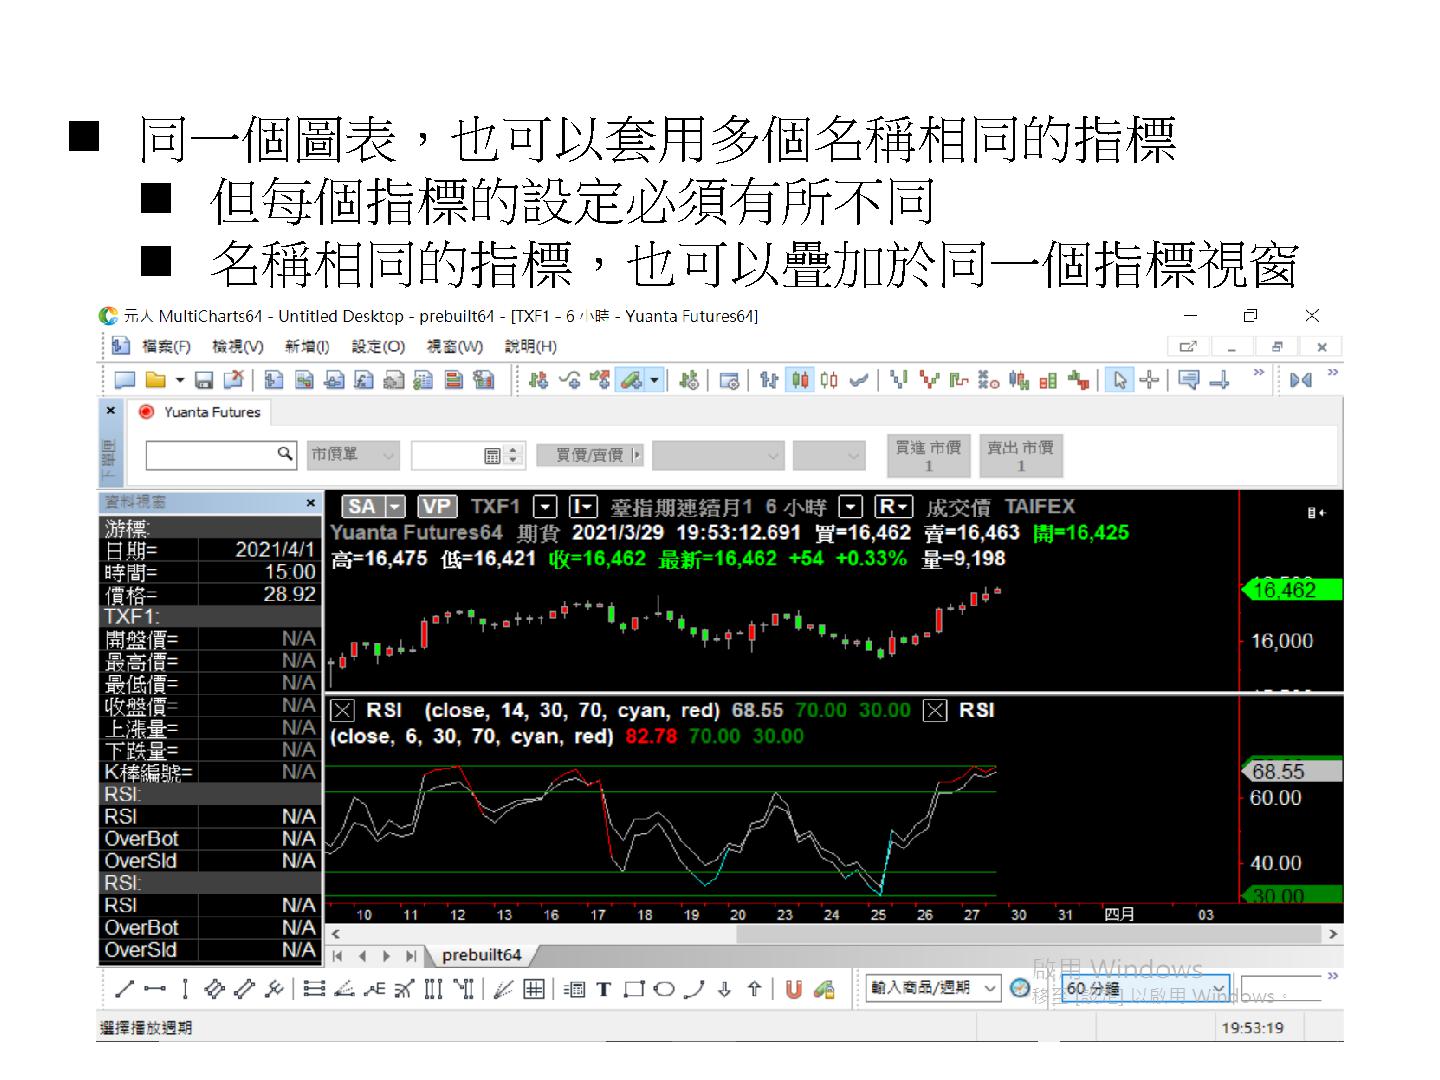 同一個圖表，也可以套用多個名稱相同的指標
但每個指標的設定必須有所不同
名稱相同的指標，也可以疊加於同一個指標視窗
元大 MultiCharts64 - Untitled Desktop - prebuilt64 - [TXF1 - 6 小時 - Yuanta Futures64]
檔案(F) 檢視(V) 新增(I) 設定(O) 視窗(W) 說明(H)
Yuanta Futures
市價單 買價/賣價 買進 市價 1 賣出 市價 1
資料視窗
游標:
日期= 2021/4/1
時間= 15:00
價格= 28.92
TXF1:
開盤價= N/A
最高價= N/A
最低價= N/A
收盤價= N/A
上漲量= N/A
下跌量= N/A
K棒編號= N/A
RSI:
RSI N/A
OverBot N/A
OverSld N/A
RSI:
RSI N/A
OverBot N/A
OverSld N/A
SA VP TXF1 I 臺指期連結月1 6 小時 R 成交價 TAIFEX
Yuanta Futures64 期貨 2021/3/29 19:53:12.691 買=16,462 賣=16,463 開=16,425
高=16,475 低=16,421 收=16,462 最新=16,462 +54 +0.33% 量=9,198
16,462
16,000
RSI (close, 14, 30, 70, cyan, red) 68.55 70.00 30.00 RSI
(close, 6, 30, 70, cyan, red) 82.78 70.00 30.00
68.55
60.00
40.00
30.00
10 11 12 13 16 17 18 19 20 23 24 25 26 27 30 31 四月 03
prebuilt64
啟用 Windows
輸入商品/週期 60 分鐘
移至 [設定] 以啟用 Windows。
選擇播放週期 19:53:19